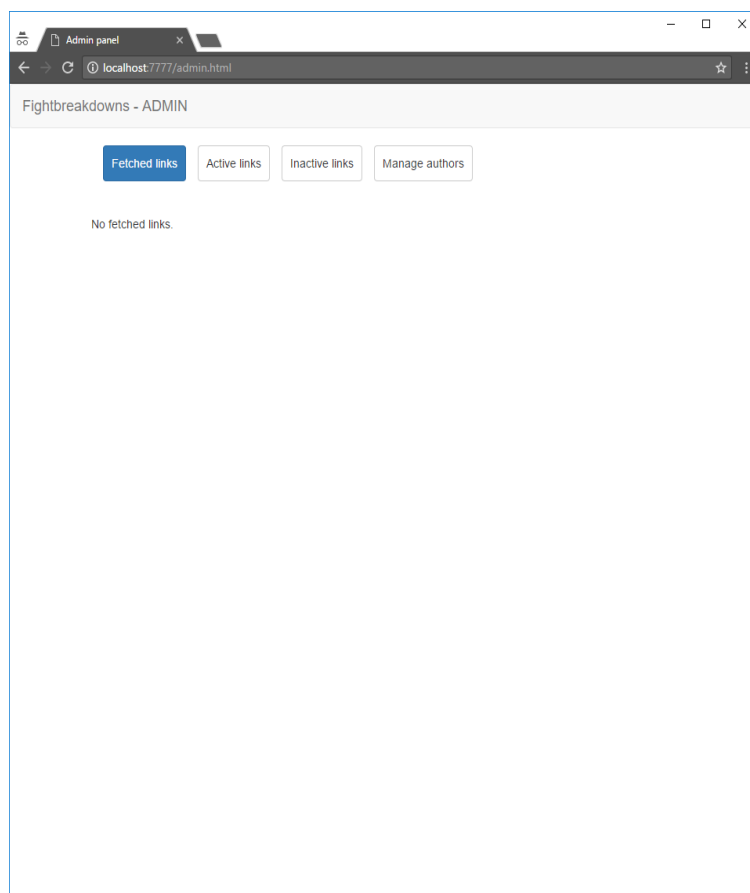 Admin panel
localhost:7777/admin.html
Fightbreakdowns - ADMIN
Fetched links Active links Inactive links Manage authors
No fetched links.